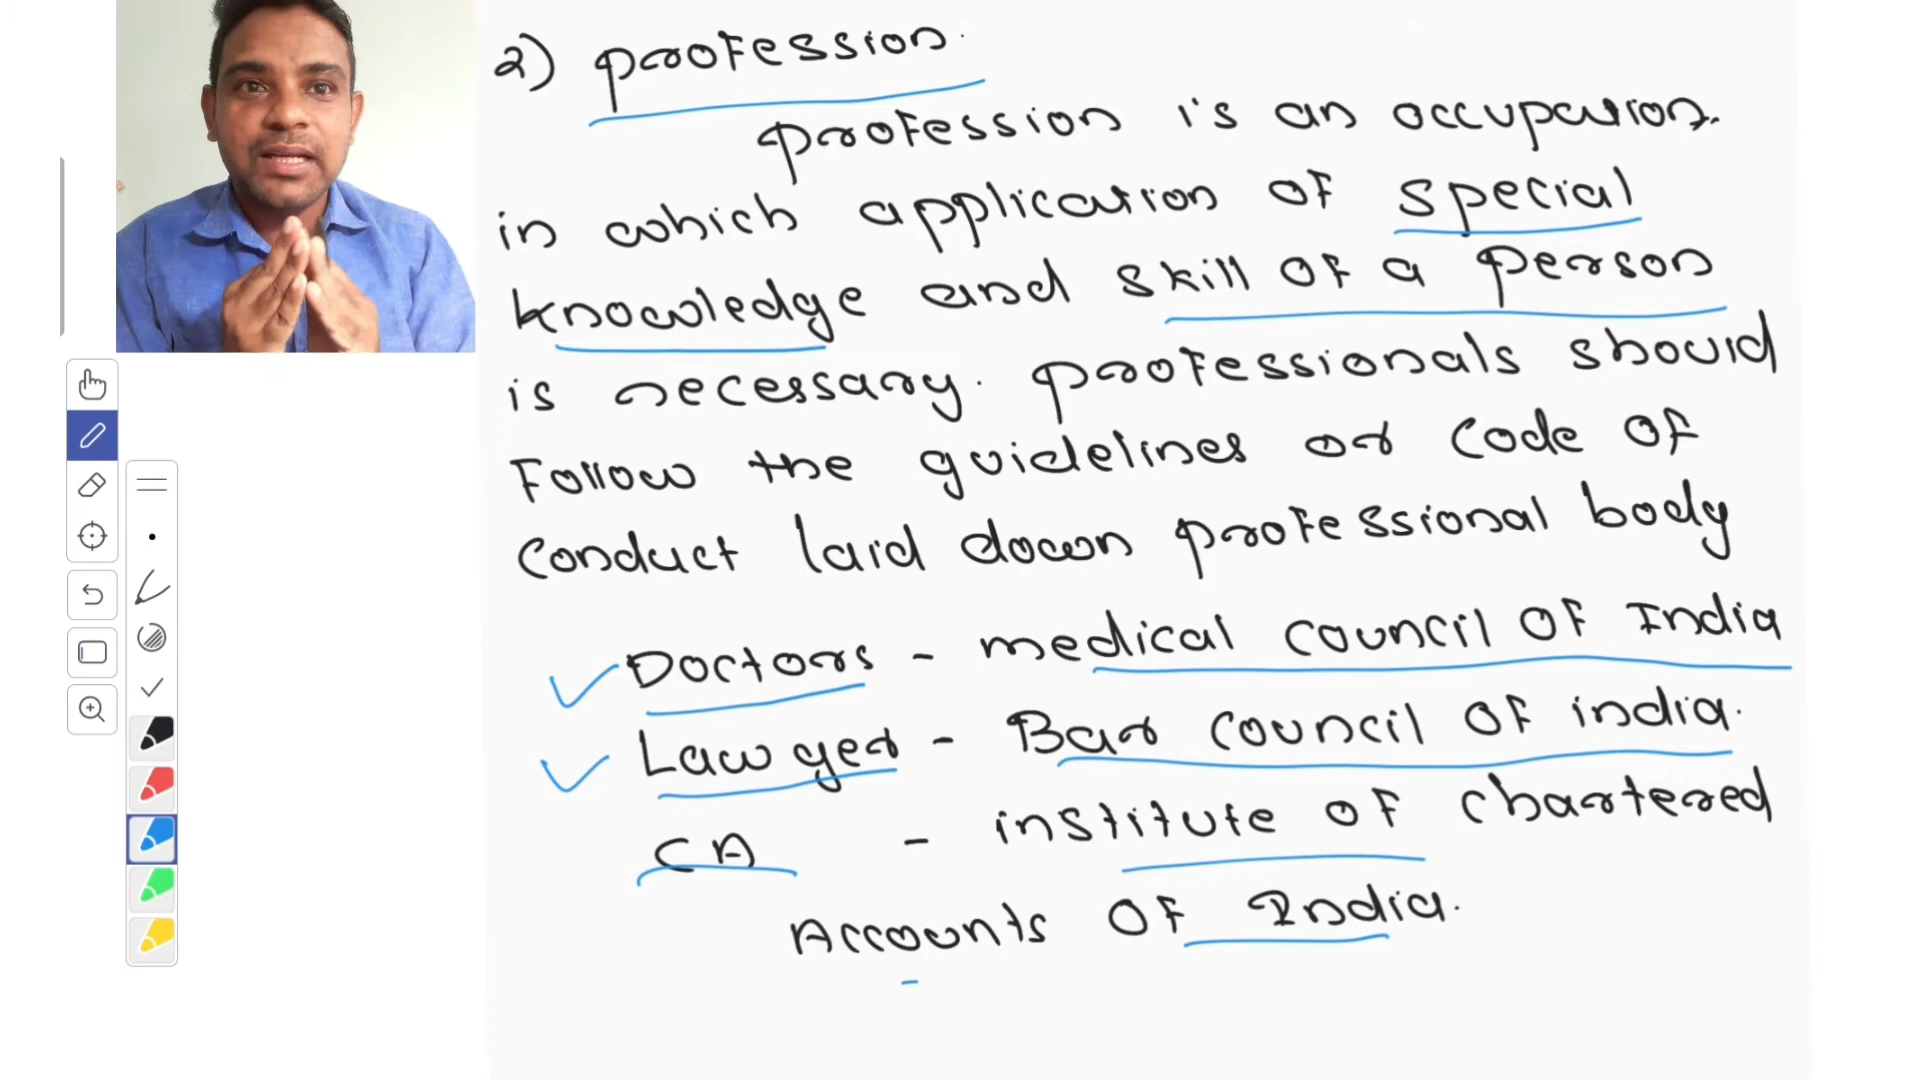 2) profession.
profession is an occupation.
in which application of special
knowledge and skill of a person
is necessary. professionals should
Follow the guidelines or code of
conduct laid down professional body
Doctors - medical council of India
Lawyer - Bar council of india.
CA - institute of chartered
Accounts of India.